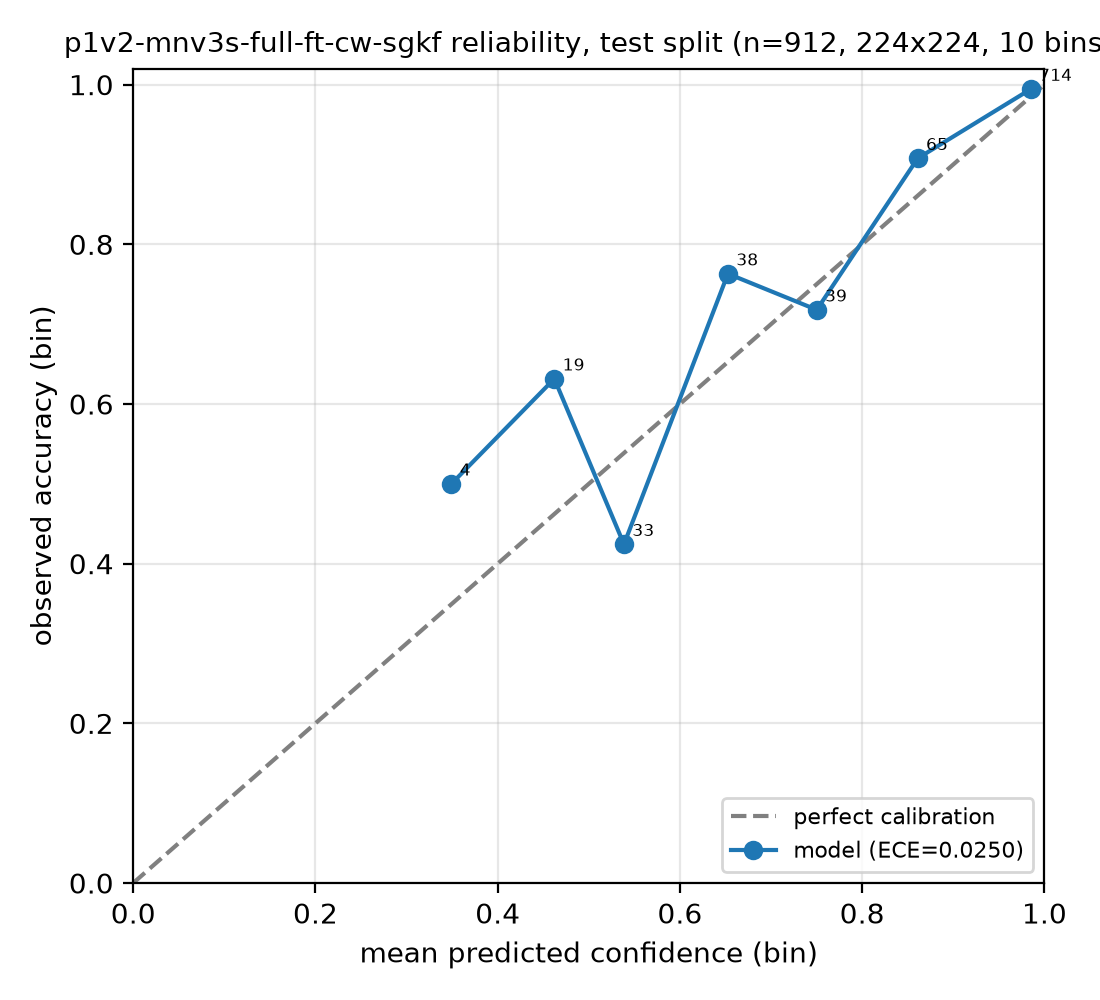 p1v2-mnv3s-full-ft-cw-sgkf reliability, test split (n=912, 224x224, 10 bins
1.0
714
65
0.8
38
39
19
0.6
4
33
0.4
0.2
0.0
observed accuracy (bin)
perfect calibration
model (ECE=0.0250)
0.0 0.2 0.4 0.6 0.8 1.0
mean predicted confidence (bin)